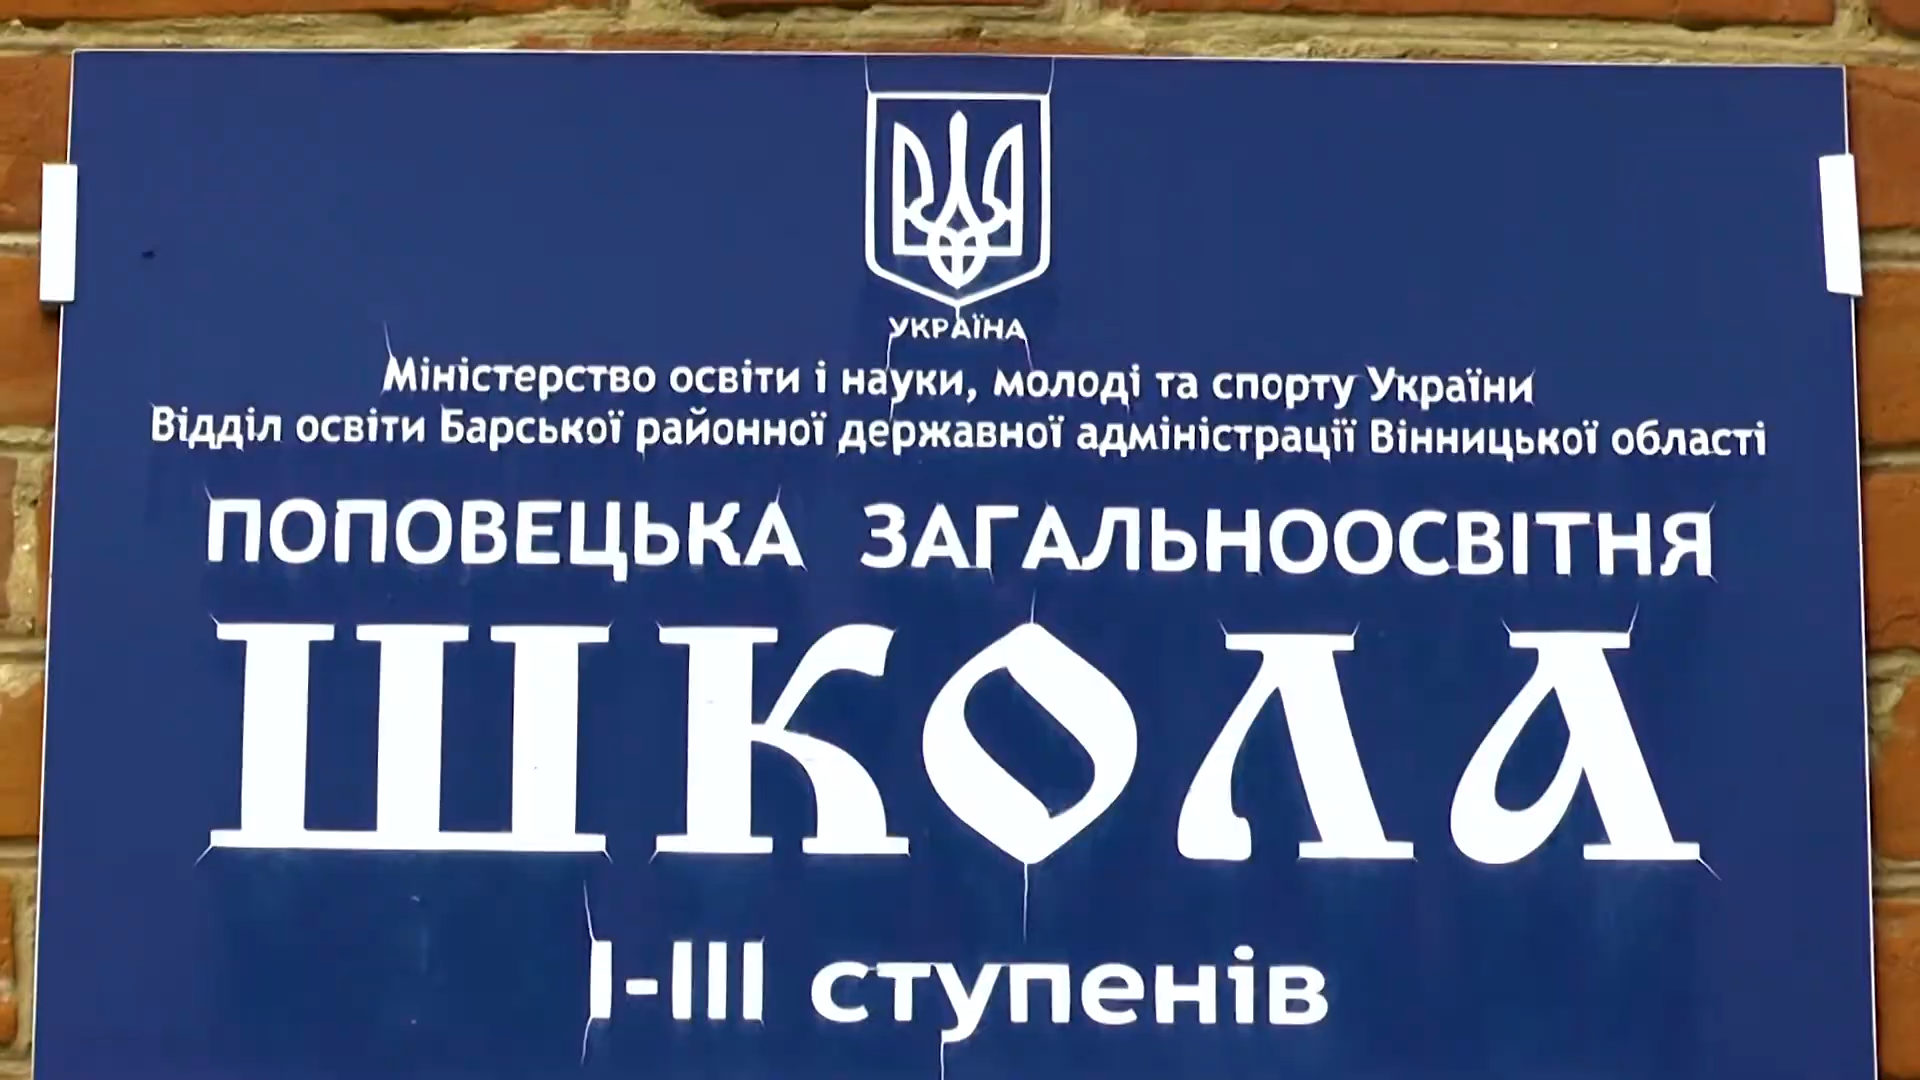 УКРАЇНА
Міністерство освіти і науки, молоді та спорту України
Відділ освіти Барської районної державної адміністрації Вінницької області
ПОПОВЕЦЬКА ЗАГАЛЬНООСВІТНЯ
ШКОЛА
І-ІІІ ступенів